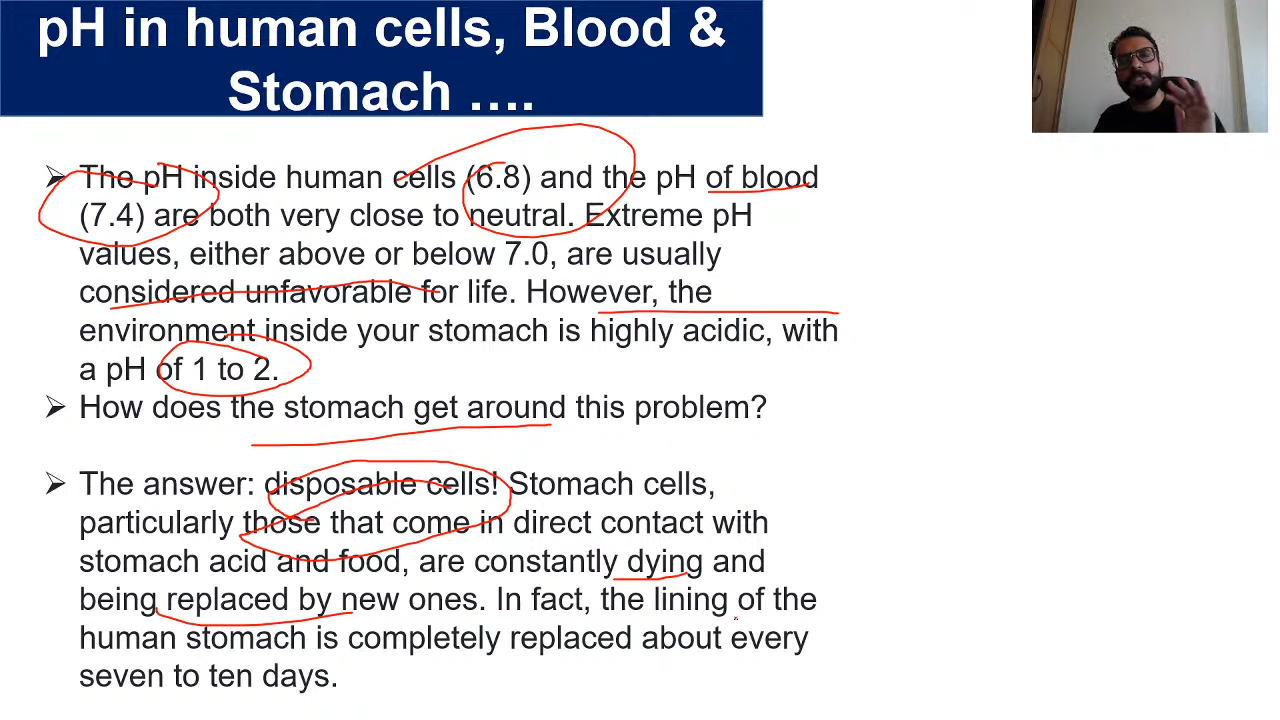 pH in human cells, Blood &
Stomach ….
➢ The pH inside human cells (6.8) and the pH of blood
(7.4) are both very close to neutral. Extreme pH
values, either above or below 7.0, are usually
considered unfavorable for life. However, the
environment inside your stomach is highly acidic, with
a pH of 1 to 2.
➢ How does the stomach get around this problem?
➢ The answer: disposable cells! Stomach cells,
particularly those that come in direct contact with
stomach acid and food, are constantly dying and
being replaced by new ones. In fact, the lining of the
human stomach is completely replaced about every
seven to ten days.